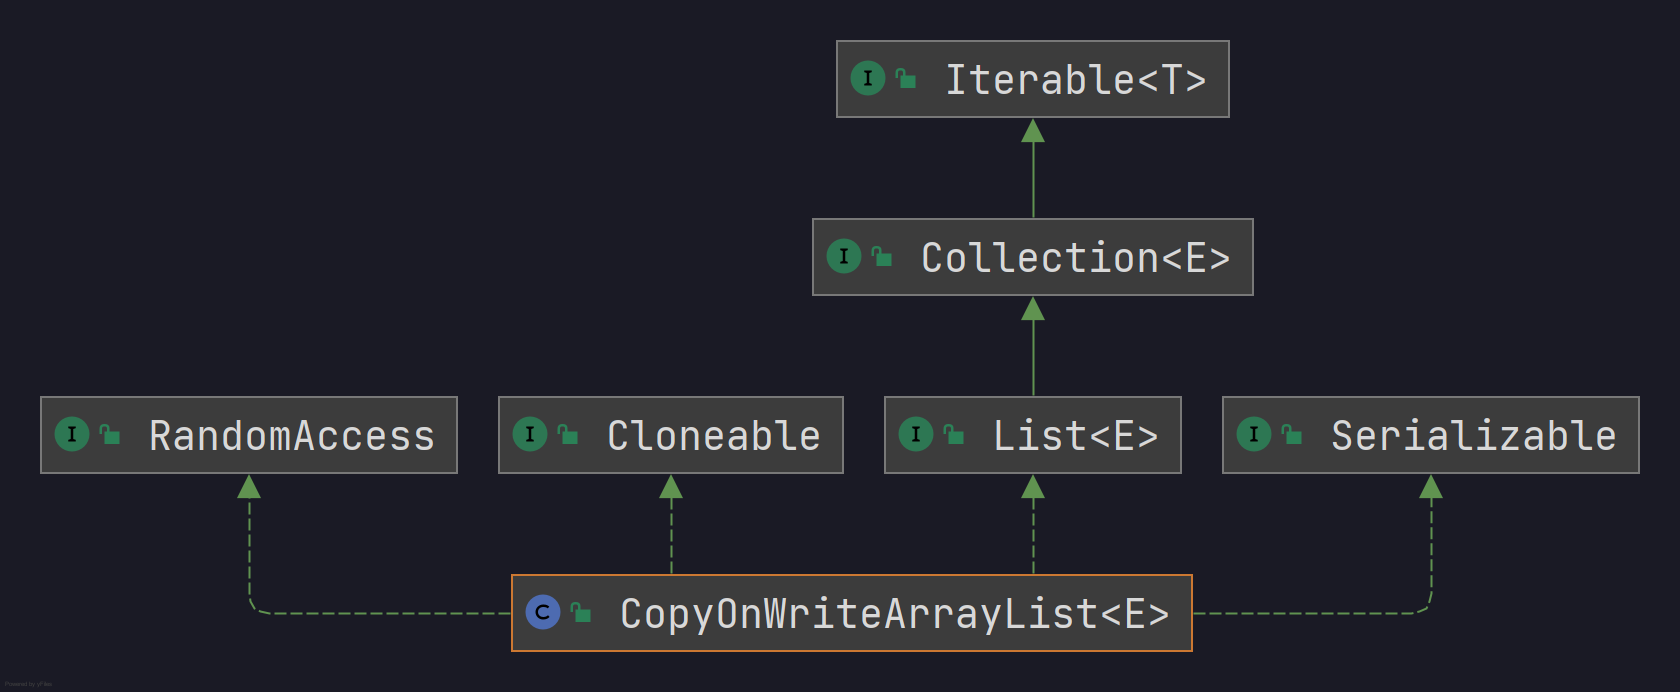 Iterable<T>
Collection<E>
RandomAccess
Cloneable
List<E>
Serializable
CopyOnWriteArrayList<E>
Powered by yFiles